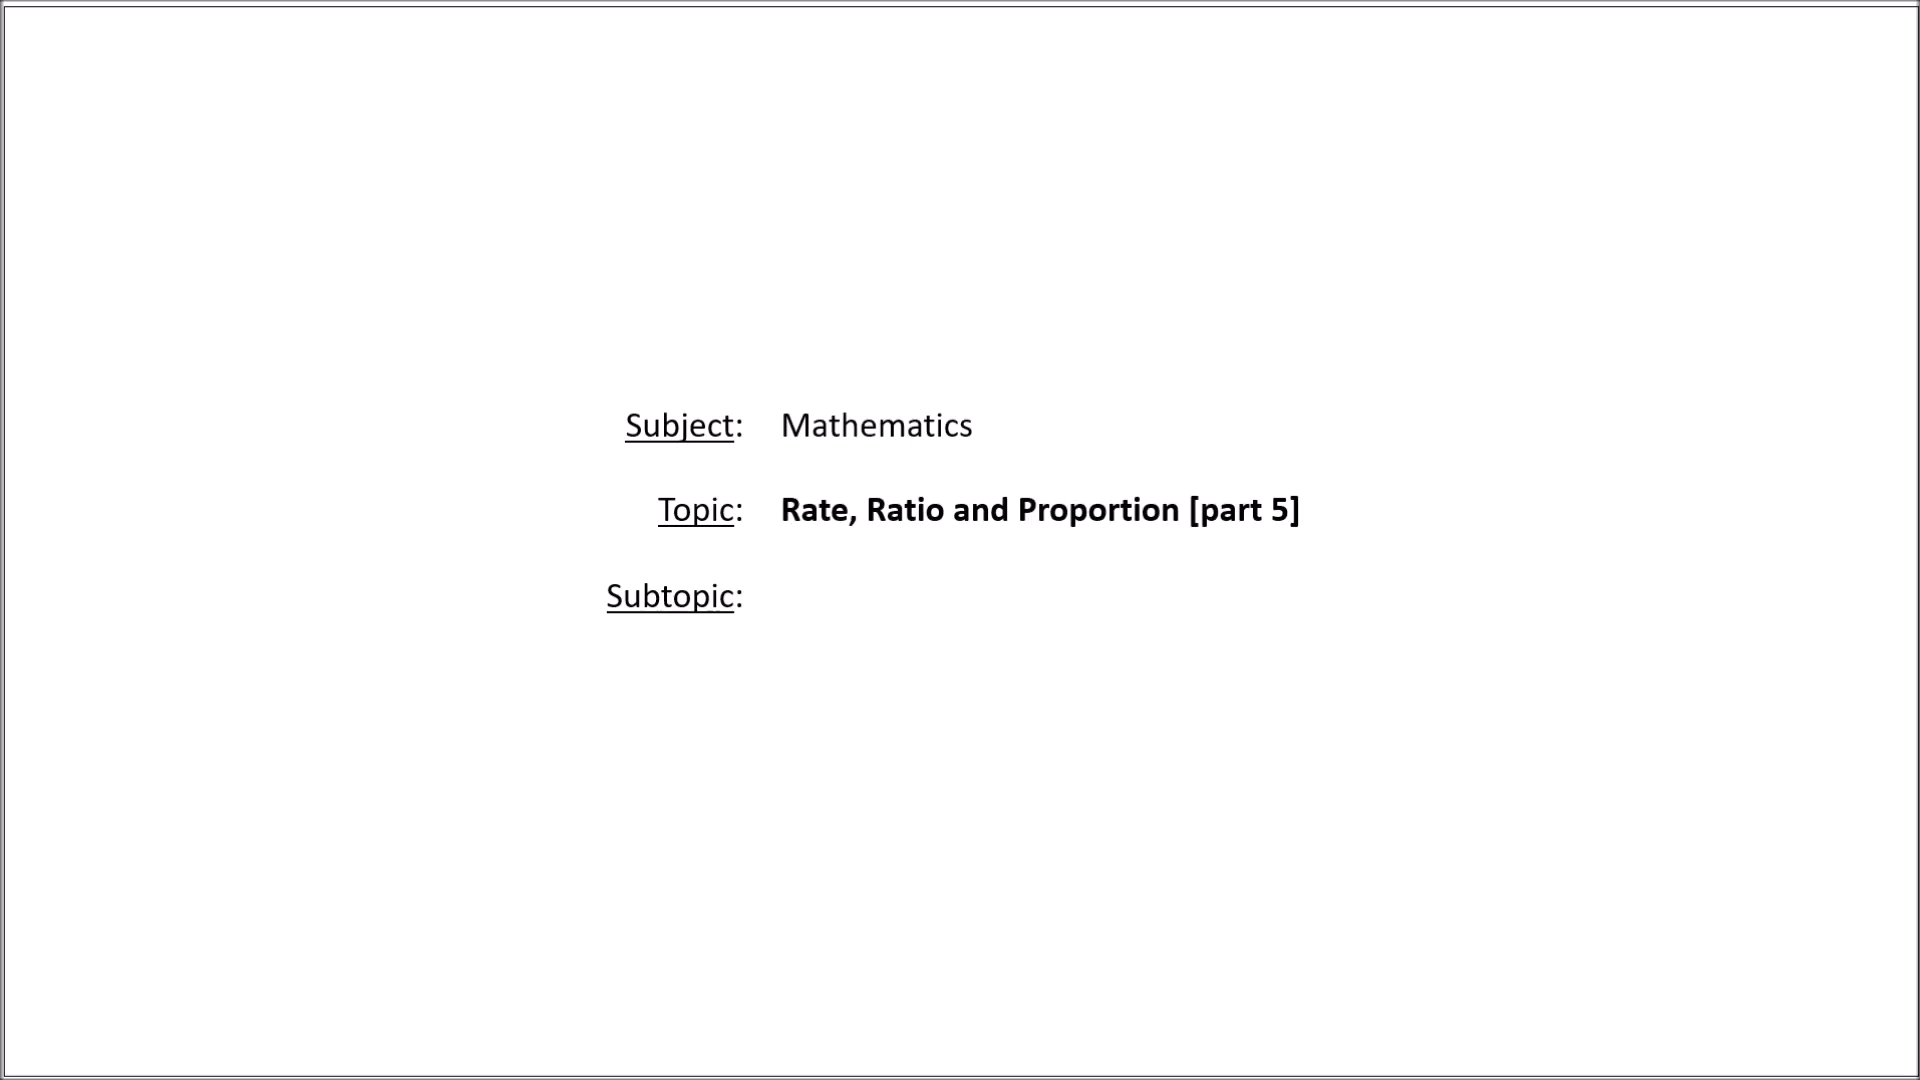 Subject: Mathematics
Topic: Rate, Ratio and Proportion [part 5]
Subtopic: